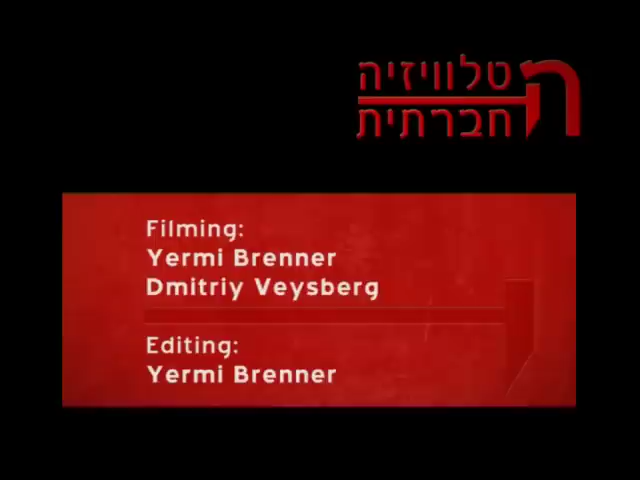 טלוויזיה
חברתית
ה
Filming:
Yermi Brenner
Dmitriy Veysberg
Editing:
Yermi Brenner